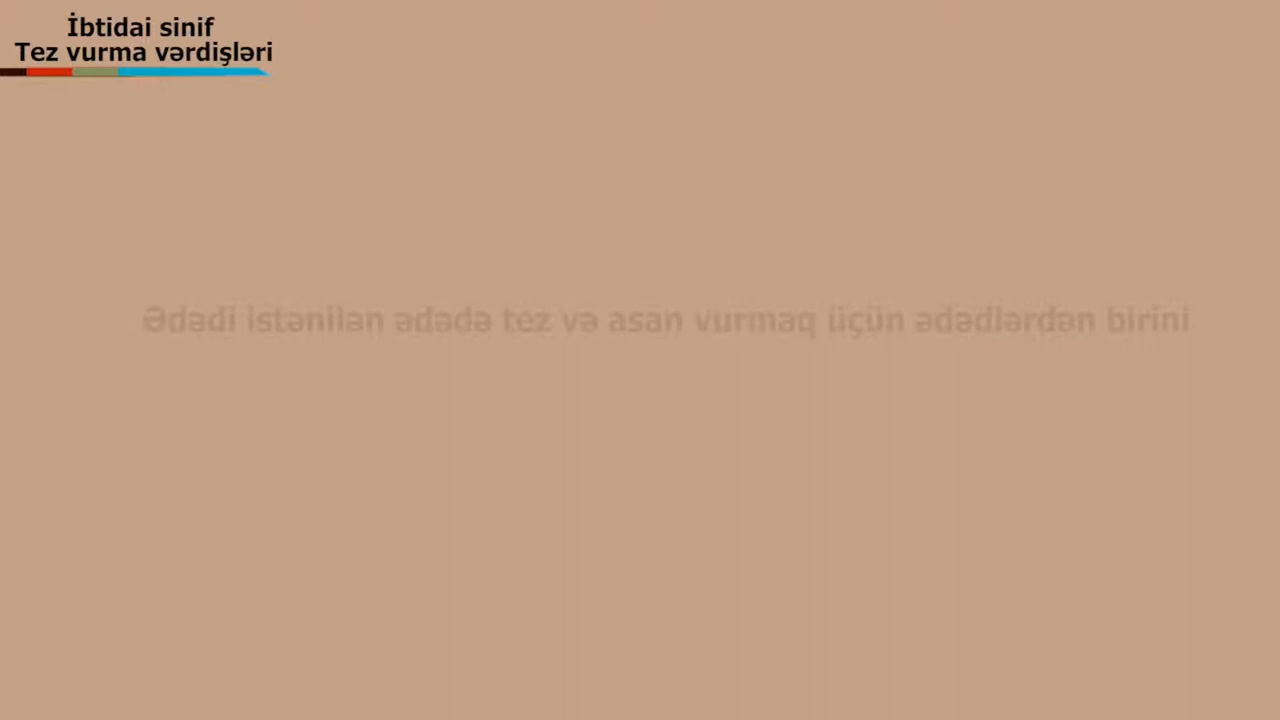 İbtidai sinif
Tez vurma vərdişləri
Ədədi istənilən ədədə tez və asan vurmaq üçün ədədlərdən birini